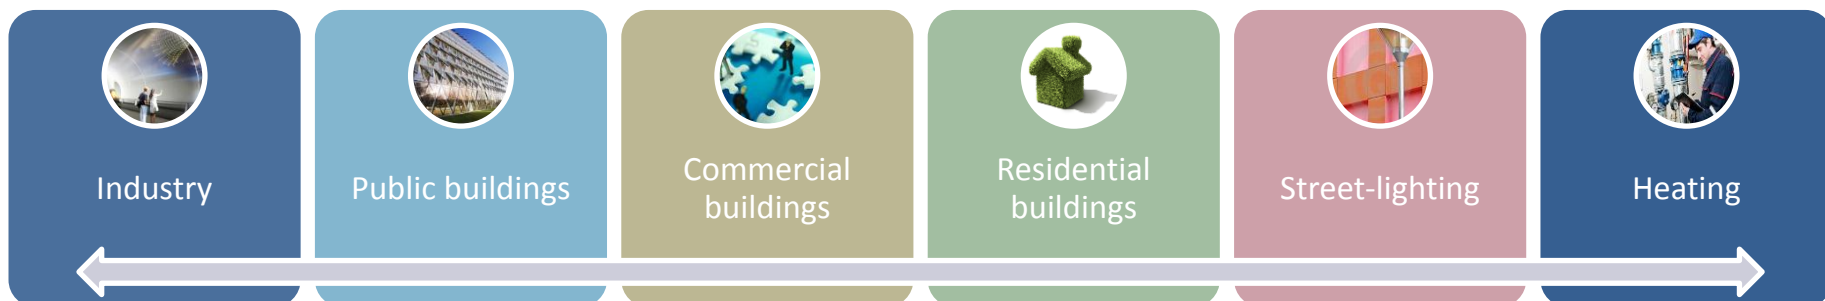 Industry
Public buildings
Commercial
buildings
Residential
buildings
Street-lighting
Heating